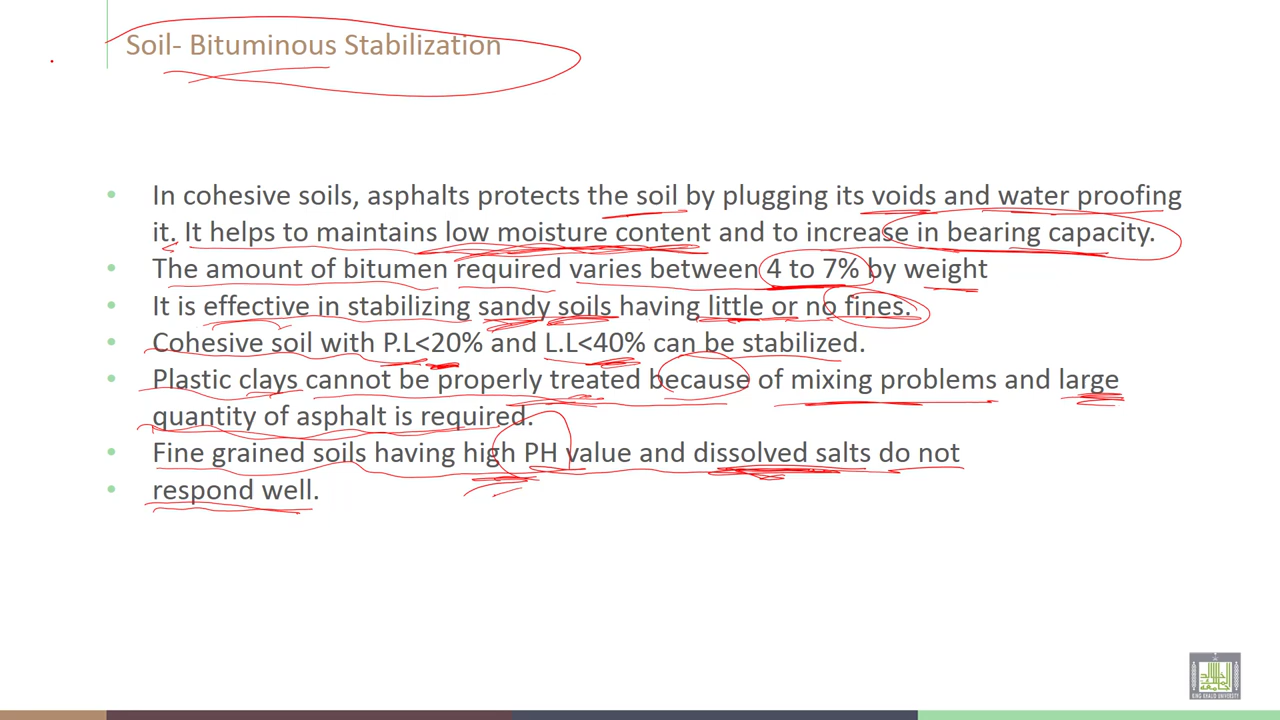 Soil- Bituminous Stabilization
• In cohesive soils, asphalts protects the soil by plugging its voids and water proofing
it. It helps to maintains low moisture content and to increase in bearing capacity.
• The amount of bitumen required varies between 4 to 7% by weight
• It is effective in stabilizing sandy soils having little or no fines.
• Cohesive soil with P.L<20% and L.L<40% can be stabilized.
• Plastic clays cannot be properly treated because of mixing problems and large
quantity of asphalt is required.
• Fine grained soils having high PH value and dissolved salts do not
• respond well.
KING KHALID UNIVERSITY